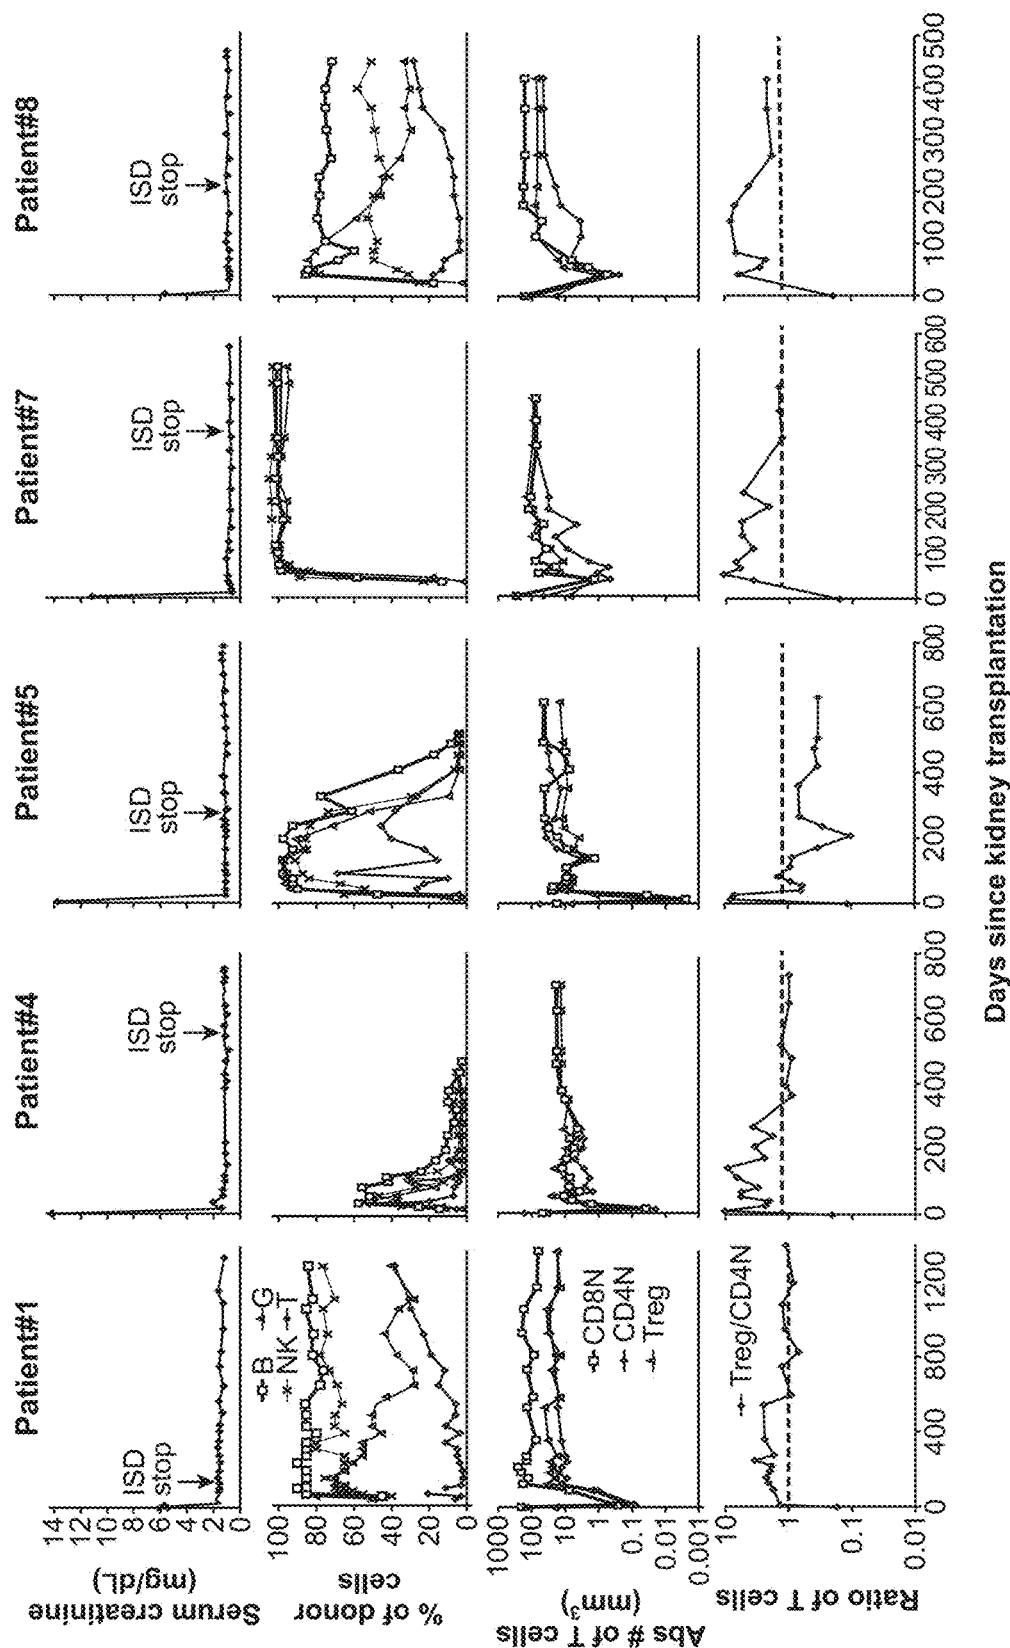 Patient#1
Patient#4
Patient#5
Patient#7
Patient#8
Serum creatinine
(mg/dL)
14
12
10
8
6
4
2
0
ISD
stop
ISD
stop
ISD
stop
ISD
stop
ISD
stop
% of donor
cells
100
80
60
40
20
0
B
G
NK
T
Abs # of T cells
(mm³)
1000
100
10
1
0.1
0.01
0.001
CD8N
CD4N
Treg
Ratio of T cells
10
1
0.1
0.01
Treg/CD4N
0 400 800 1200
0 200 400 600 800
0 200 400 600 800
0 100 200 300 400 500 600
0 100 200 300 400 500
Days since kidney transplantation